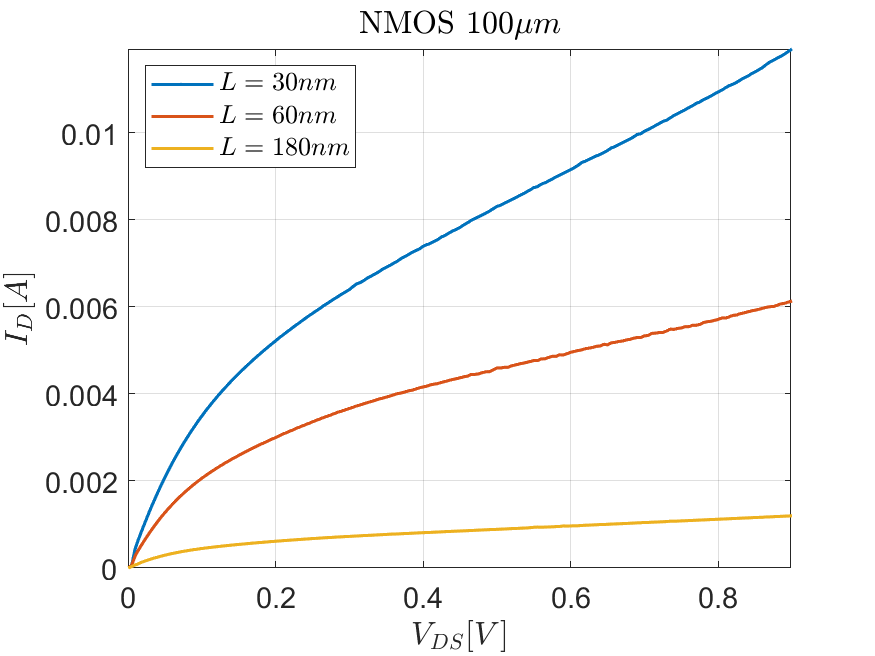 NMOS 100μm
L = 30nm
L = 60nm
L = 180nm
0.01
0.008
0.006
0.004
0.002
0
I_D[A]
0 0.2 0.4 0.6 0.8
V_DS[V]